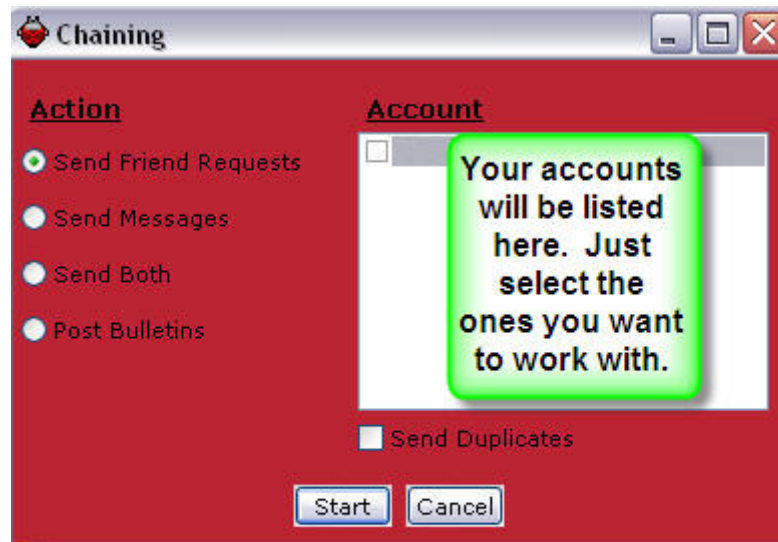 Chaining
Action
Account
Send Friend Requests
Send Messages
Send Both
Post Bulletins
Your accounts
will be listed
here. Just
select the
ones you want
to work with.
Send Duplicates
Start
Cancel